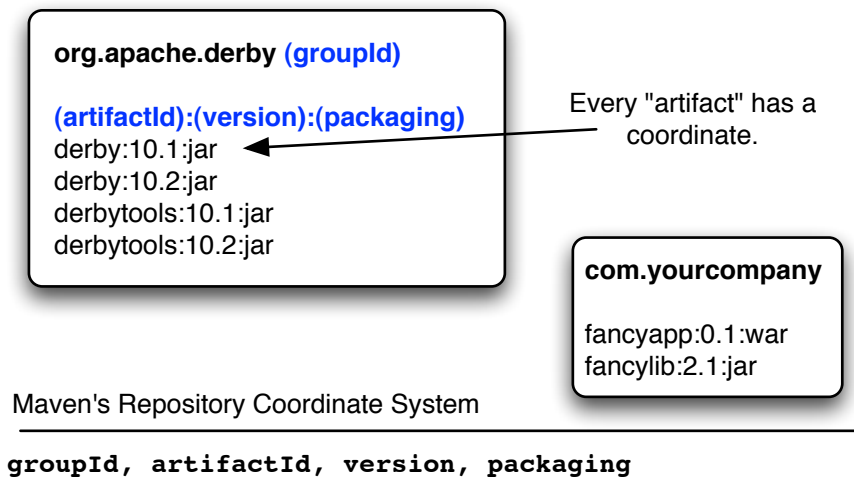 org.apache.derby (groupId)
(artifactId):(version):(packaging)
derby:10.1:jar
derby:10.2:jar
derbytools:10.1:jar
derbytools:10.2:jar
Every "artifact" has a
coordinate.
com.yourcompany
fancyapp:0.1:war
fancylib:2.1:jar
Maven's Repository Coordinate System
groupId, artifactId, version, packaging